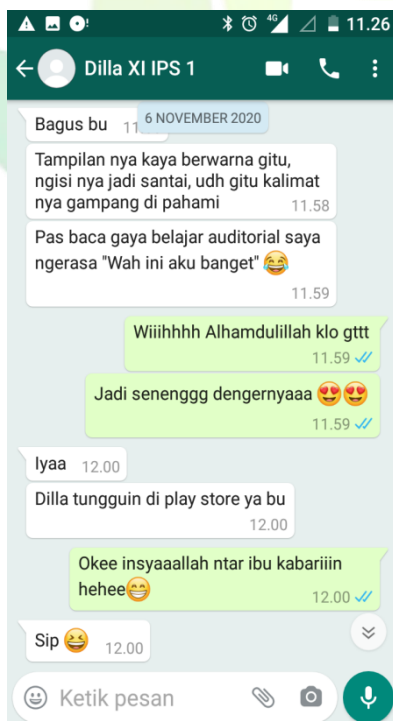 11.26
Dilla XI IPS 1
6 NOVEMBER 2020
Bagus bu
Tampilan nya kaya berwarna gitu,
ngisi nya jadi santai, udh gitu kalimat
nya gampang di pahami 11.58
Pas baca gaya belajar auditorial saya
ngerasa "Wah ini aku banget" 😂
11.59
Wiiihhhh Alhamdulillah klo gttt
11.59
Jadi senenggg dengernyaaa 😍😍
11.59
Iyaa 12.00
Dilla tungguin di play store ya bu
12.00
Okee insyaaallah ntar ibu kabariiin
hehee😁 12.00
Sip 😆 12.00
Ketik pesan